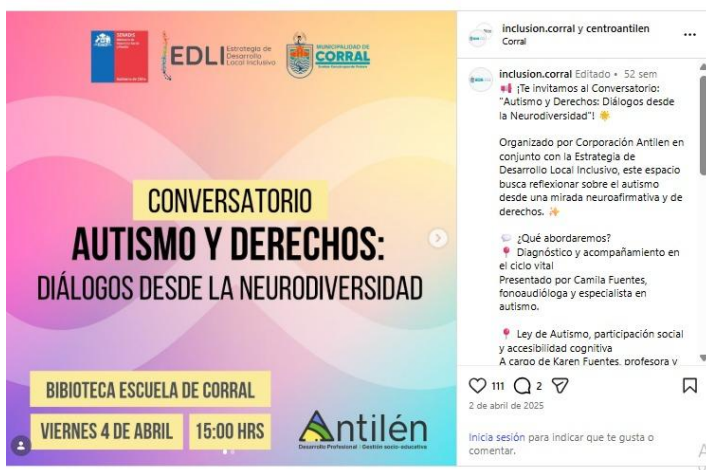 EDLI Estrategia de
Desarrollo
Local Inclusivo
MUNICIPALIDAD DE
CORRAL
CONVERSATORIO
AUTISMO Y DERECHOS:
DIÁLOGOS DESDE LA NEURODIVERSIDAD
BIBIOTECA ESCUELA DE CORRAL
VIERNES 4 DE ABRIL 15:00 HRS
Antilén
Desarrollo Profesional | Gestión socio-educativa
inclusion.corral y centroantilen
Corral
inclusion.corral Editado • 52 sem
¡Te invitamos al Conversatorio:
"Autismo y Derechos: Diálogos desde
la Neurodiversidad"!
Organizado por Corporación Antilen en
conjunto con la Estrategia de
Desarrollo Local Inclusivo, este espacio
busca reflexionar sobre el autismo
desde una mirada neuroafirmativa y de
derechos.
¿Qué abordaremos?
Diagnóstico y acompañamiento en
el ciclo vital
Presentado por Camila Fuentes,
fonoaudióloga y especialista en
autismo.
Ley de Autismo, participación social
y accesibilidad cognitiva
A cargo de Karen Fuentes, profesora y
111 2
2 de abril de 2025
Inicia sesión para indicar que te gusta o
comentar.